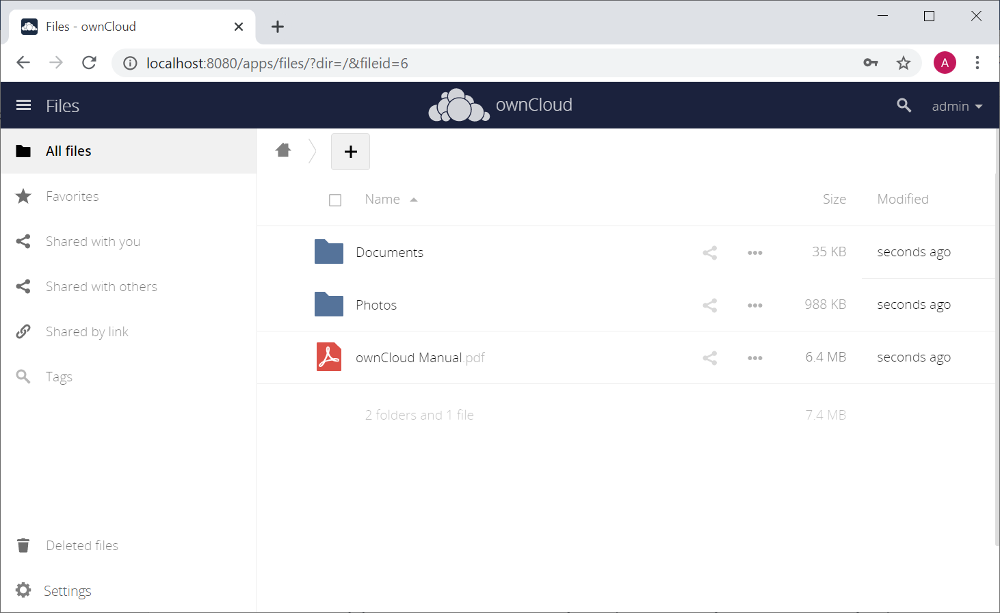 Files - ownCloud
localhost:8080/apps/files/?dir=/&fileid=6
A
Files
ownCloud
admin
All files
Favorites
Shared with you
Shared with others
Shared by link
Tags
Deleted files
Settings
Name Size Modified
Documents 35 KB seconds ago
Photos 988 KB seconds ago
ownCloud Manual.pdf 6.4 MB seconds ago
2 folders and 1 file 7.4 MB